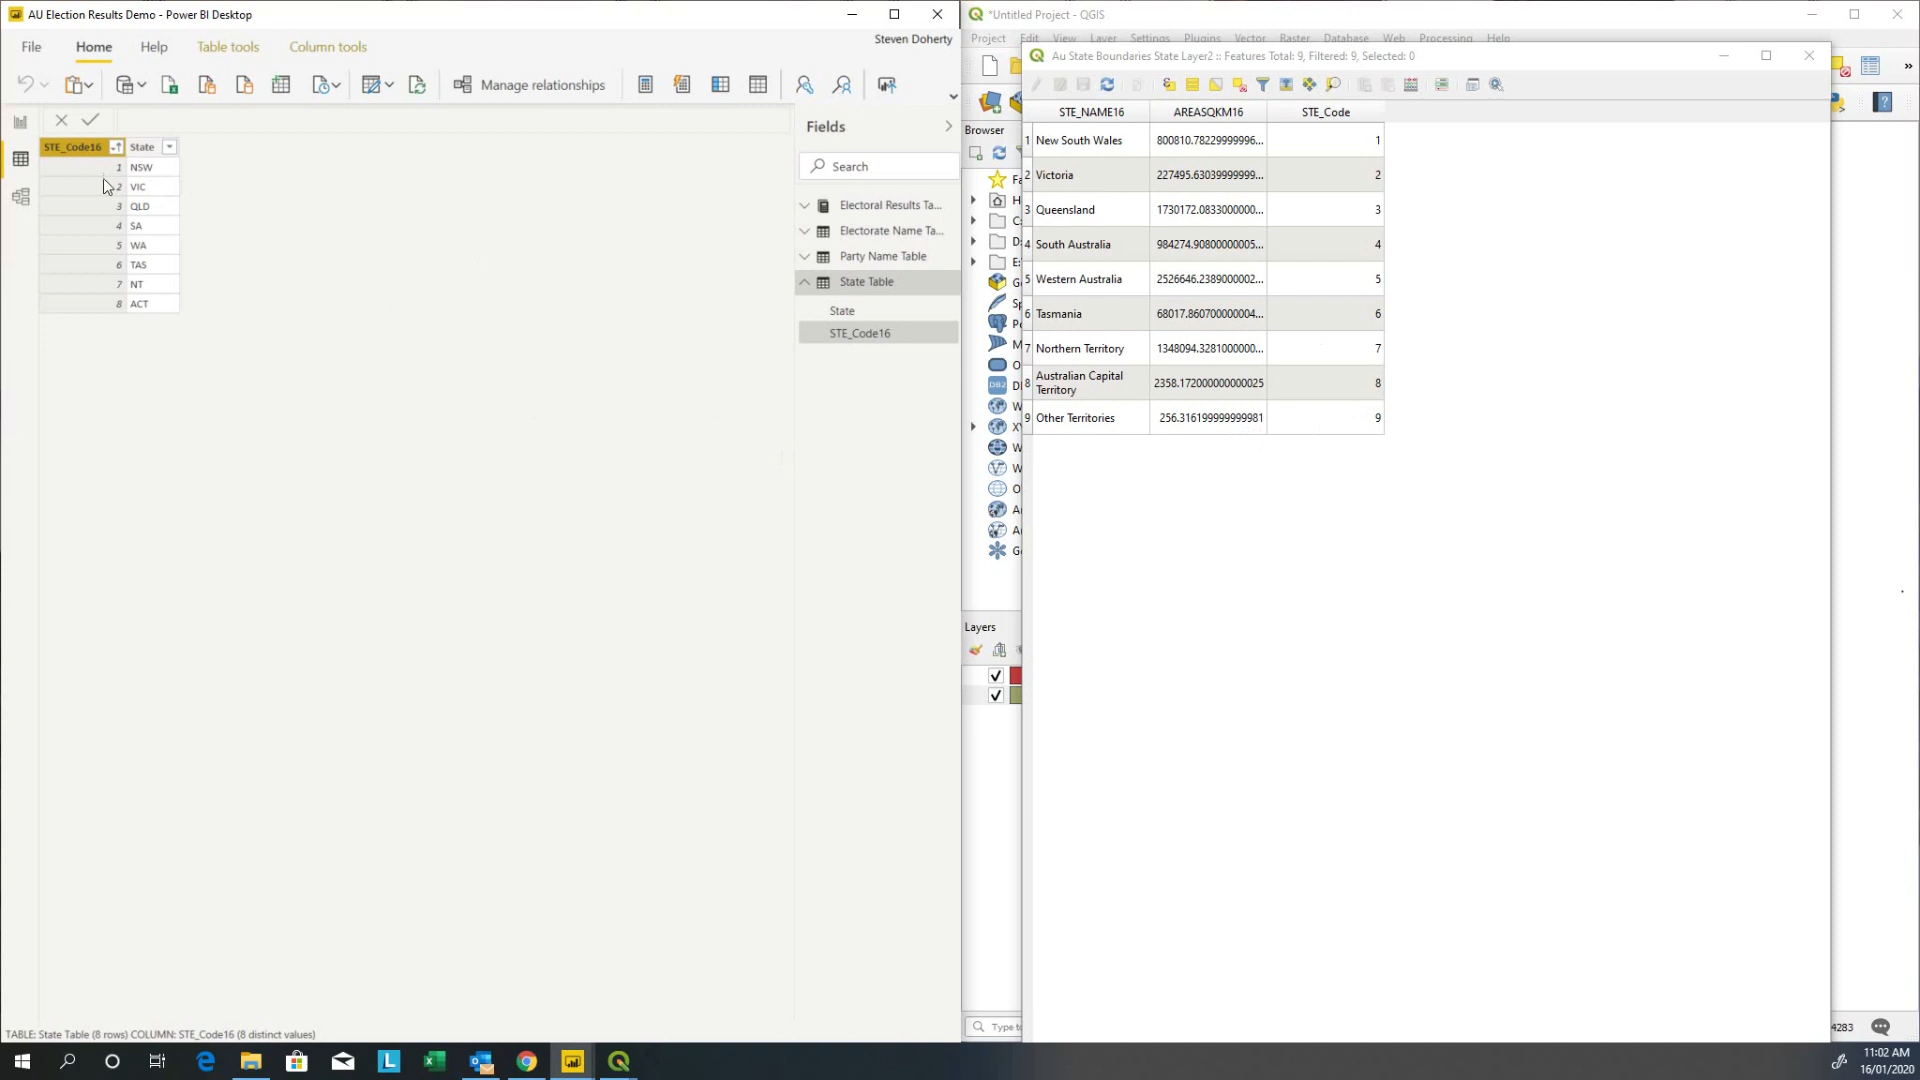 AU Election Results Demo - Power BI Desktop
Steven Doherty
File Home Help Table tools Column tools
Manage relationships
STE_Code16 State
1 NSW
2 VIC
3 QLD
4 SA
5 WA
6 TAS
7 NT
8 ACT
Fields
Search
Electoral Results Ta...
Electorate Name Ta...
Party Name Table
State Table
State
STE_Code16
TABLE: State Table (8 rows) COLUMN: STE_Code16 (8 distinct values)
*Untitled Project - QGIS
Project Edit View Layer Settings Plugins Vector Raster Database Web Processing Help
Browser
Layers
Au State Boundaries State Layer2 :: Features Total: 9, Filtered: 9, Selected: 0
STE_NAME16 AREASQKM16 STE_Code
1 New South Wales 800810.78229999996... 1
2 Victoria 227495.63039999999... 2
3 Queensland 1730172.0833000000... 3
4 South Australia 984274.90800000005... 4
5 Western Australia 2526646.2389000002... 5
6 Tasmania 68017.860700000004... 6
7 Northern Territory 1348094.3281000000... 7
8 Australian Capital
Territory 2358.172000000000025 8
9 Other Territories 256.316199999999981 9
4283
11:02 AM
16/01/2020